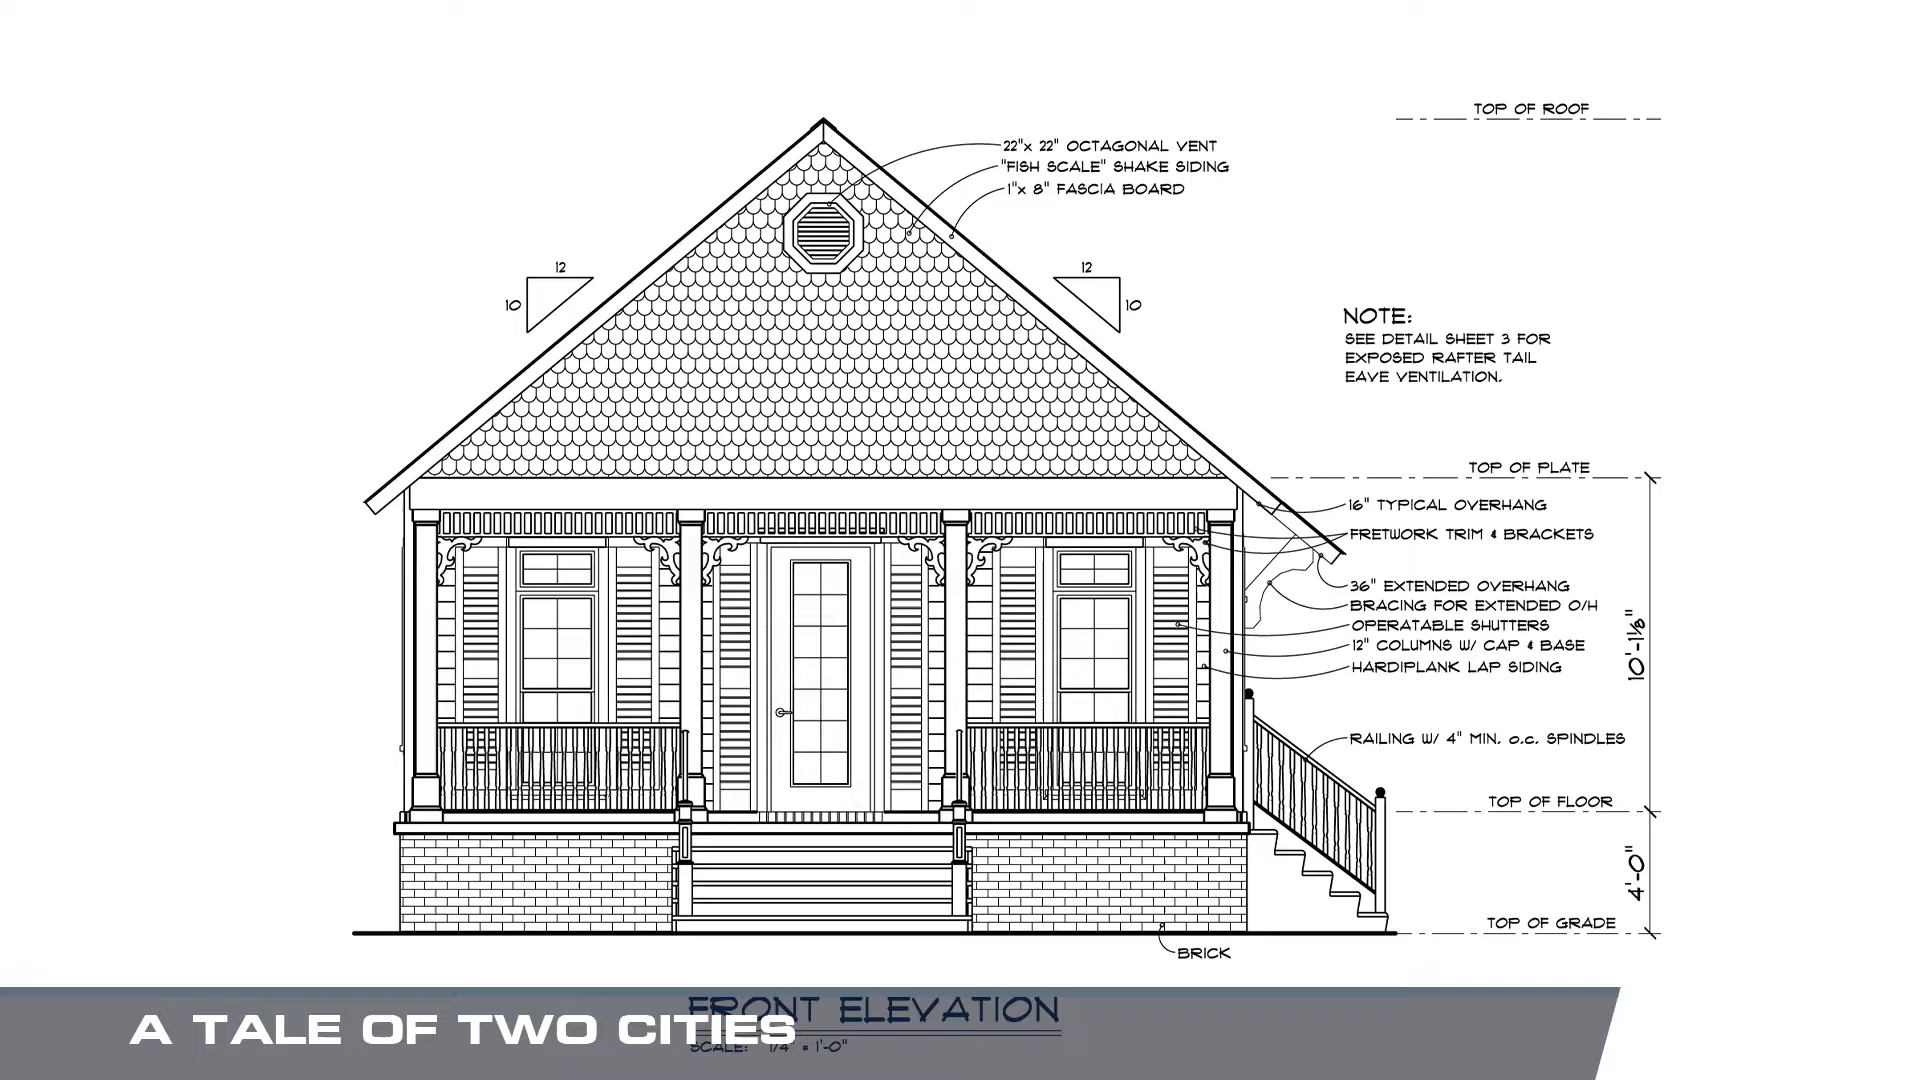 TOP OF ROOF
22"x 22" OCTAGONAL VENT
"FISH SCALE" SHAKE SIDING
1"x 8" FASCIA BOARD
12
10
12
10
NOTE:
SEE DETAIL SHEET 3 FOR
EXPOSED RAFTER TAIL
EAVE VENTILATION.
TOP OF PLATE
16" TYPICAL OVERHANG
FRETWORK TRIM & BRACKETS
36" EXTENDED OVERHANG
BRACING FOR EXTENDED O/H
OPERATABLE SHUTTERS
12" COLUMNS W/ CAP & BASE
HARDIPLANK LAP SIDING
10'-1⅛"
RAILING W/ 4" MIN. o.c. SPINDLES
TOP OF FLOOR
4'-0"
TOP OF GRADE
BRICK
FRONT ELEVATION
A TALE OF TWO CITIES
SCALE: 1/4" = 1'-0"